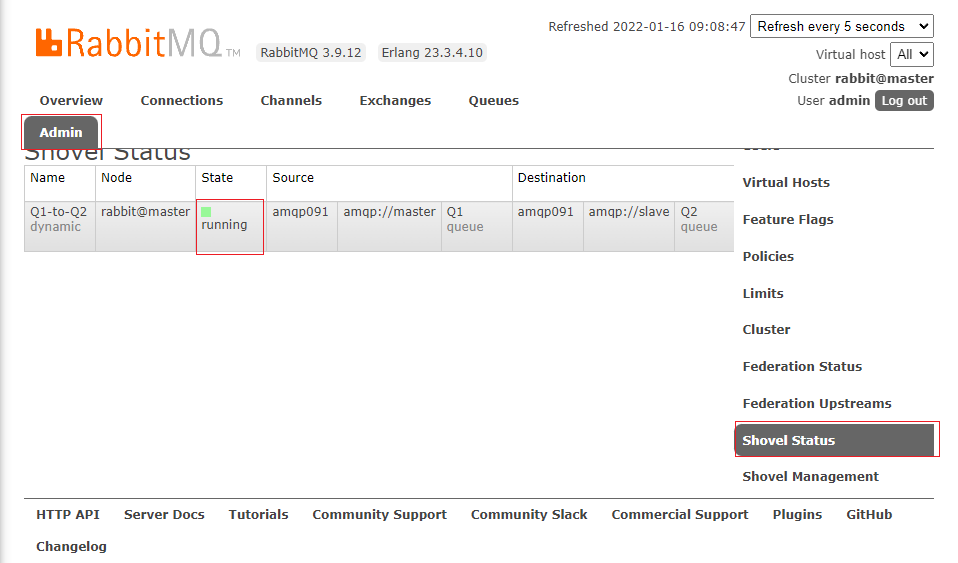 RabbitMQ TM RabbitMQ 3.9.12 Erlang 23.3.4.10
Refreshed 2022-01-16 09:08:47 Refresh every 5 seconds
Virtual host All
Cluster rabbit@master
User admin Log out
Overview Connections Channels Exchanges Queues
Admin
Shovel Status
Name Node State Source Destination
Q1-to-Q2 rabbit@master amqp091 amqp://master Q1 amqp091 amqp://slave Q2
dynamic running queue queue
Virtual Hosts
Feature Flags
Policies
Limits
Cluster
Federation Status
Federation Upstreams
Shovel Status
Shovel Management
HTTP API Server Docs Tutorials Community Support Community Slack Commercial Support Plugins GitHub
Changelog